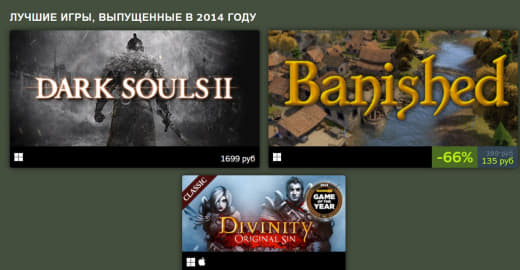 ЛУЧШИЕ ИГРЫ, ВЫПУЩЕННЫЕ В 2014 ГОДУ
DARK SOULS II
1699 руб
Banished
-66%
399 руб
135 руб
CLASSIC
DIVINITY
ORIGINAL SIN
GAME
OF THE
YEAR